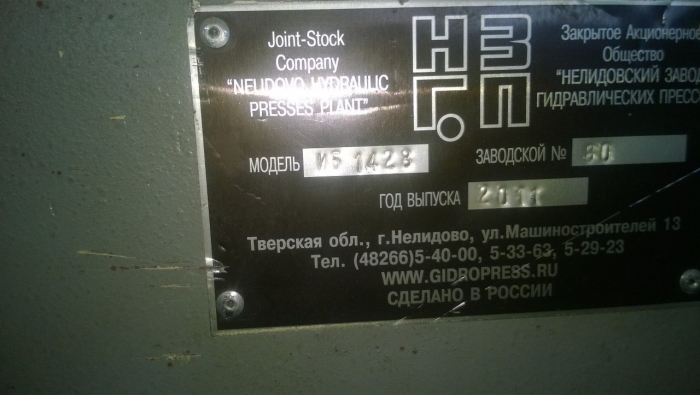 Joint-Stock
Company
"NELIDOVO HYDRAULIC
PRESSES PLANT"
Н З
Г. П
Закрытое Акционерное
Общество
"НЕЛИДОВСКИЙ ЗАВОД
ГИДРАВЛИЧЕСКИХ ПРЕСС
МОДЕЛЬ ИБ 1428
ЗАВОДСКОЙ № 60
ГОД ВЫПУСКА 2011
Тверская обл., г.Нелидово, ул.Машиностроителей 13
Тел. (48266)5-40-00, 5-33-63, 5-29-23
WWW.GIDROPRESS.RU
СДЕЛАНО В РОССИИ